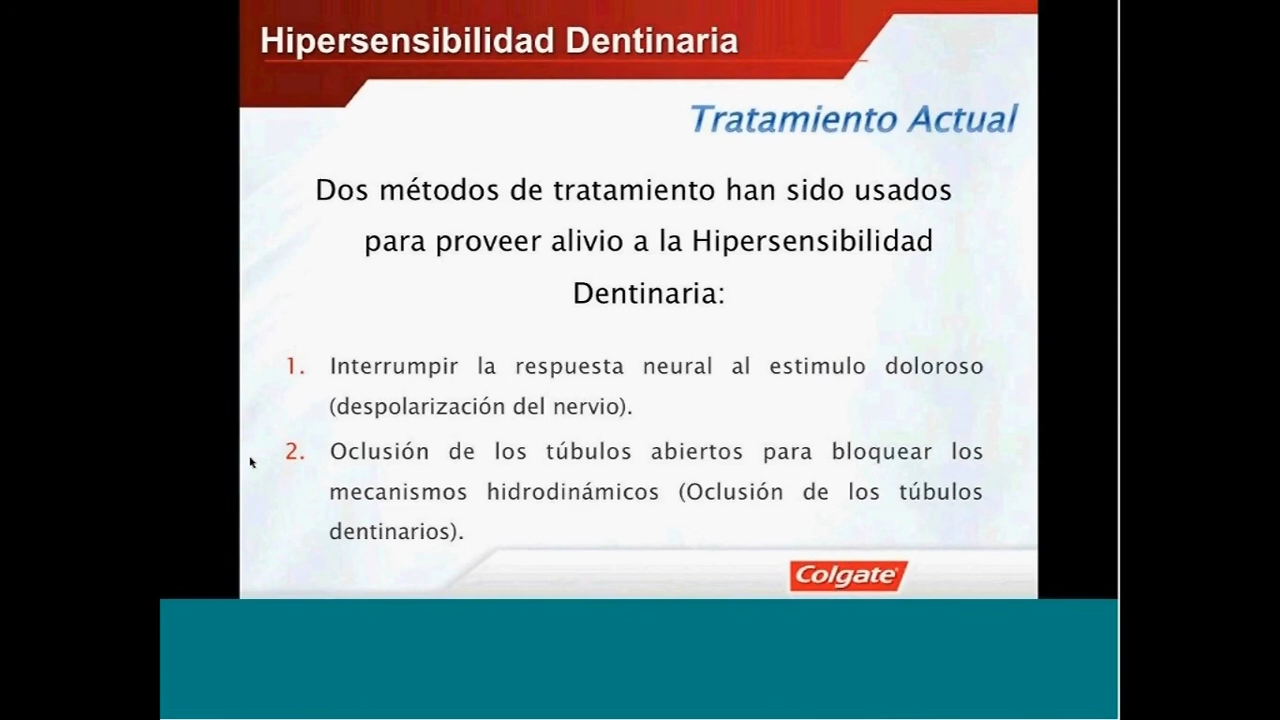 Hipersensibilidad Dentinaria
Tratamiento Actual
Dos métodos de tratamiento han sido usados
para proveer alivio a la Hipersensibilidad
Dentinaria:
1. Interrumpir la respuesta neural al estimulo doloroso
(despolarización del nervio).
2. Oclusión de los túbulos abiertos para bloquear los
mecanismos hidrodinámicos (Oclusión de los túbulos
dentinarios).
Colgate